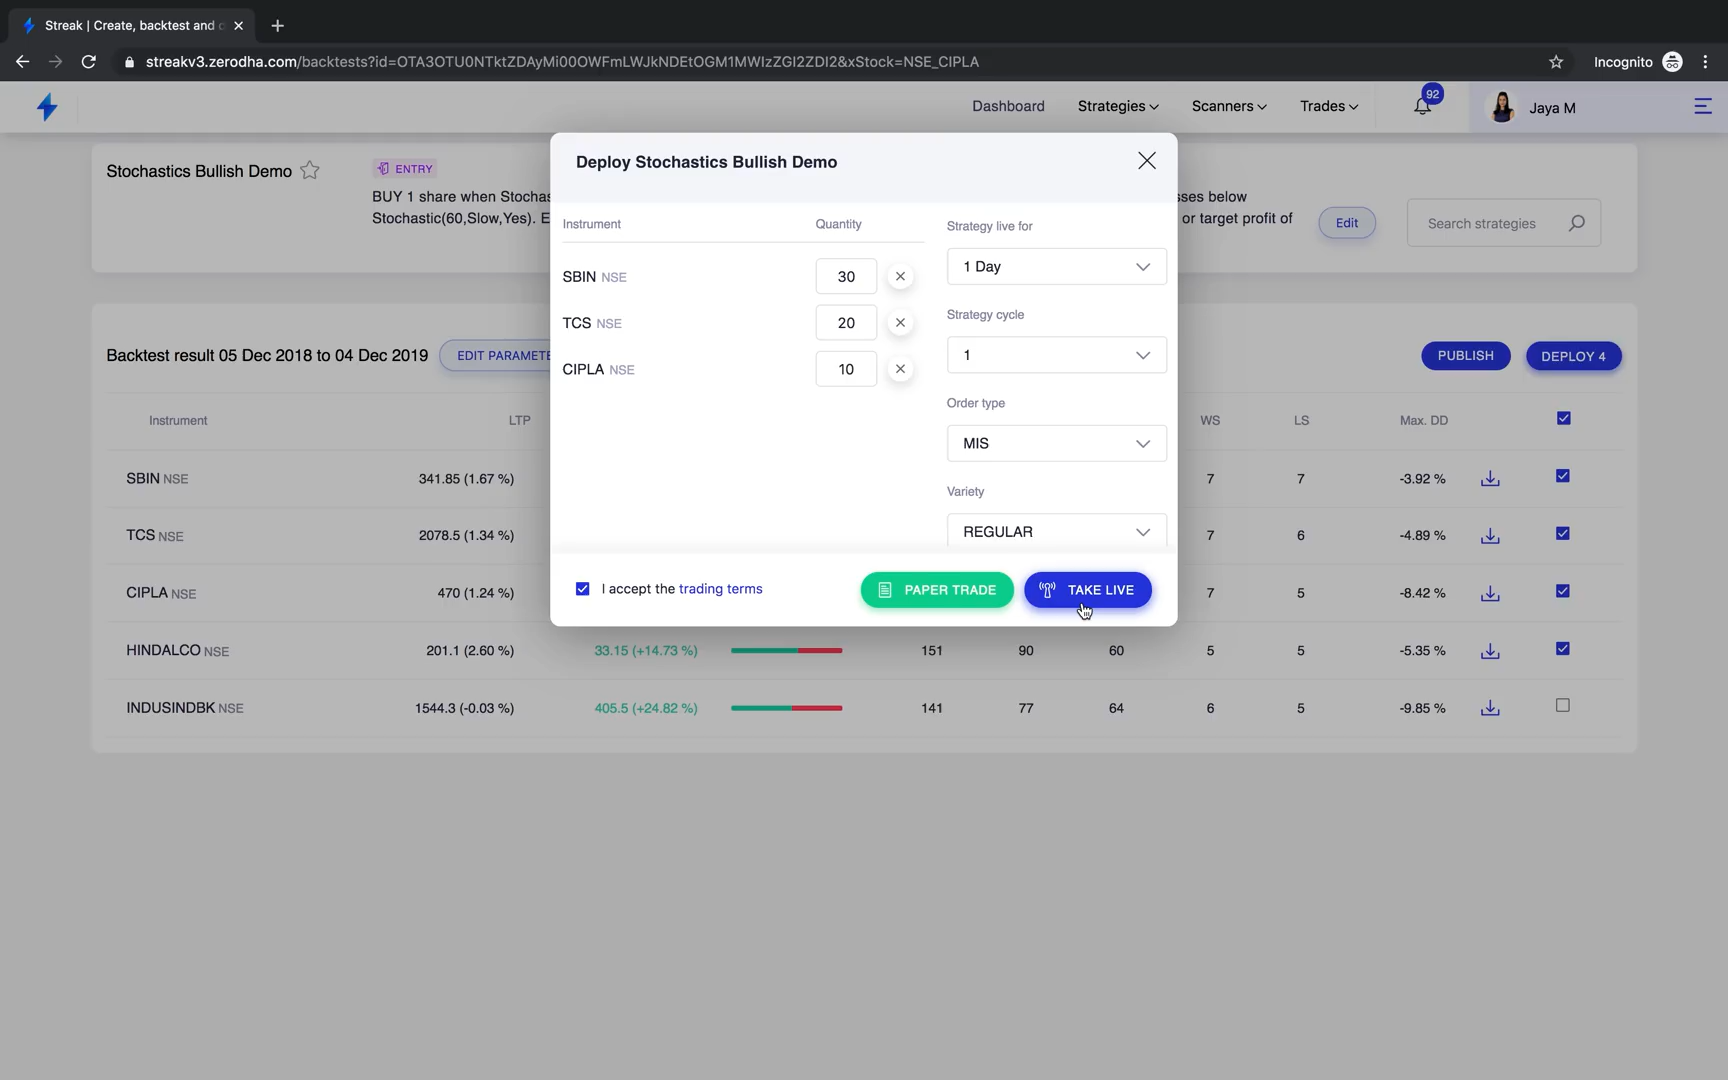 Streak | Create, backtest and
streakv3.zerodha.com/backtests?id=OTA3OTU0NTktZDAyMi00OWFmLWJkNDEtOGM1MWIzZGI2ZDI2&xStock=NSE_CIPLA
Incognito
Dashboard Strategies Scanners Trades 92 Jaya M
Deploy Stochastics Bullish Demo
Stochastics Bullish Demo
ENTRY
BUY 1 share when Stochas
sses below
Stochastic(60,Slow,Yes). E
or target profit of
Edit
Search strategies
Instrument Quantity
SBIN NSE 30
TCS NSE 20
CIPLA NSE 10
Strategy live for
1 Day
Strategy cycle
1
Order type
MIS
Variety
REGULAR
I accept the trading terms
PAPER TRADE
TAKE LIVE
Backtest result 05 Dec 2018 to 04 Dec 2019
EDIT PARAMETE
PUBLISH
DEPLOY 4
Instrument LTP WS LS Max. DD
SBIN NSE 341.85 (1.67 %) 7 7 -3.92 %
TCS NSE 2078.5 (1.34 %) 7 6 -4.89 %
CIPLA NSE 470 (1.24 %) 7 5 -8.42 %
HINDALCO NSE 201.1 (2.60 %) 33.15 (+14.73 %) 151 90 60 5 5 -5.35 %
INDUSINDBK NSE 1544.3 (-0.03 %) 405.5 (+24.82 %) 141 77 64 6 5 -9.85 %